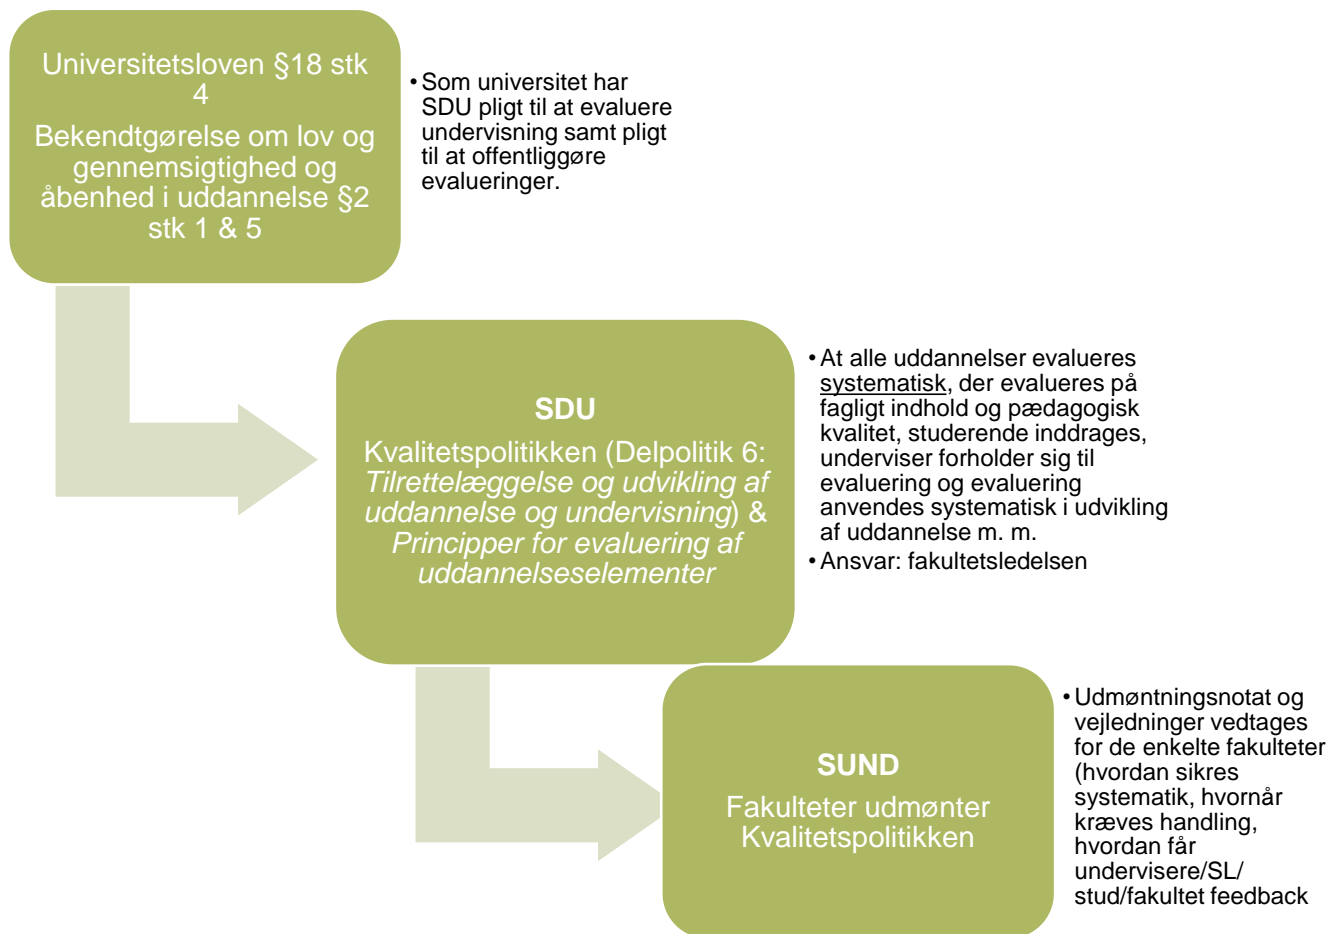 Universitetsloven §18 stk
4
Bekendtgørelse om lov og
gennemsigtighed og
åbenhed i uddannelse §2
stk 1 & 5
• Som universitet har
SDU pligt til at evaluere
undervisning samt pligt
til at offentliggøre
evalueringer.
SDU
Kvalitetspolitikken (Delpolitik 6:
Tilrettelæggelse og udvikling af
uddannelse og undervisning) &
Principper for evaluering af
uddannelseselementer
• At alle uddannelser evalueres
systematisk, der evalueres på
fagligt indhold og pædagogisk
kvalitet, studerende inddrages,
underviser forholder sig til
evaluering og evaluering
anvendes systematisk i udvikling
af uddannelse m. m.
• Ansvar: fakultetsledelsen
SUND
Fakulteter udmønter
Kvalitetspolitikken
• Udmøntningsnotat og
vejledninger vedtages
for de enkelte fakulteter
(hvordan sikres
systematik, hvornår
kræves handling,
hvordan får
undervisere/SL/
stud/fakultet feedback